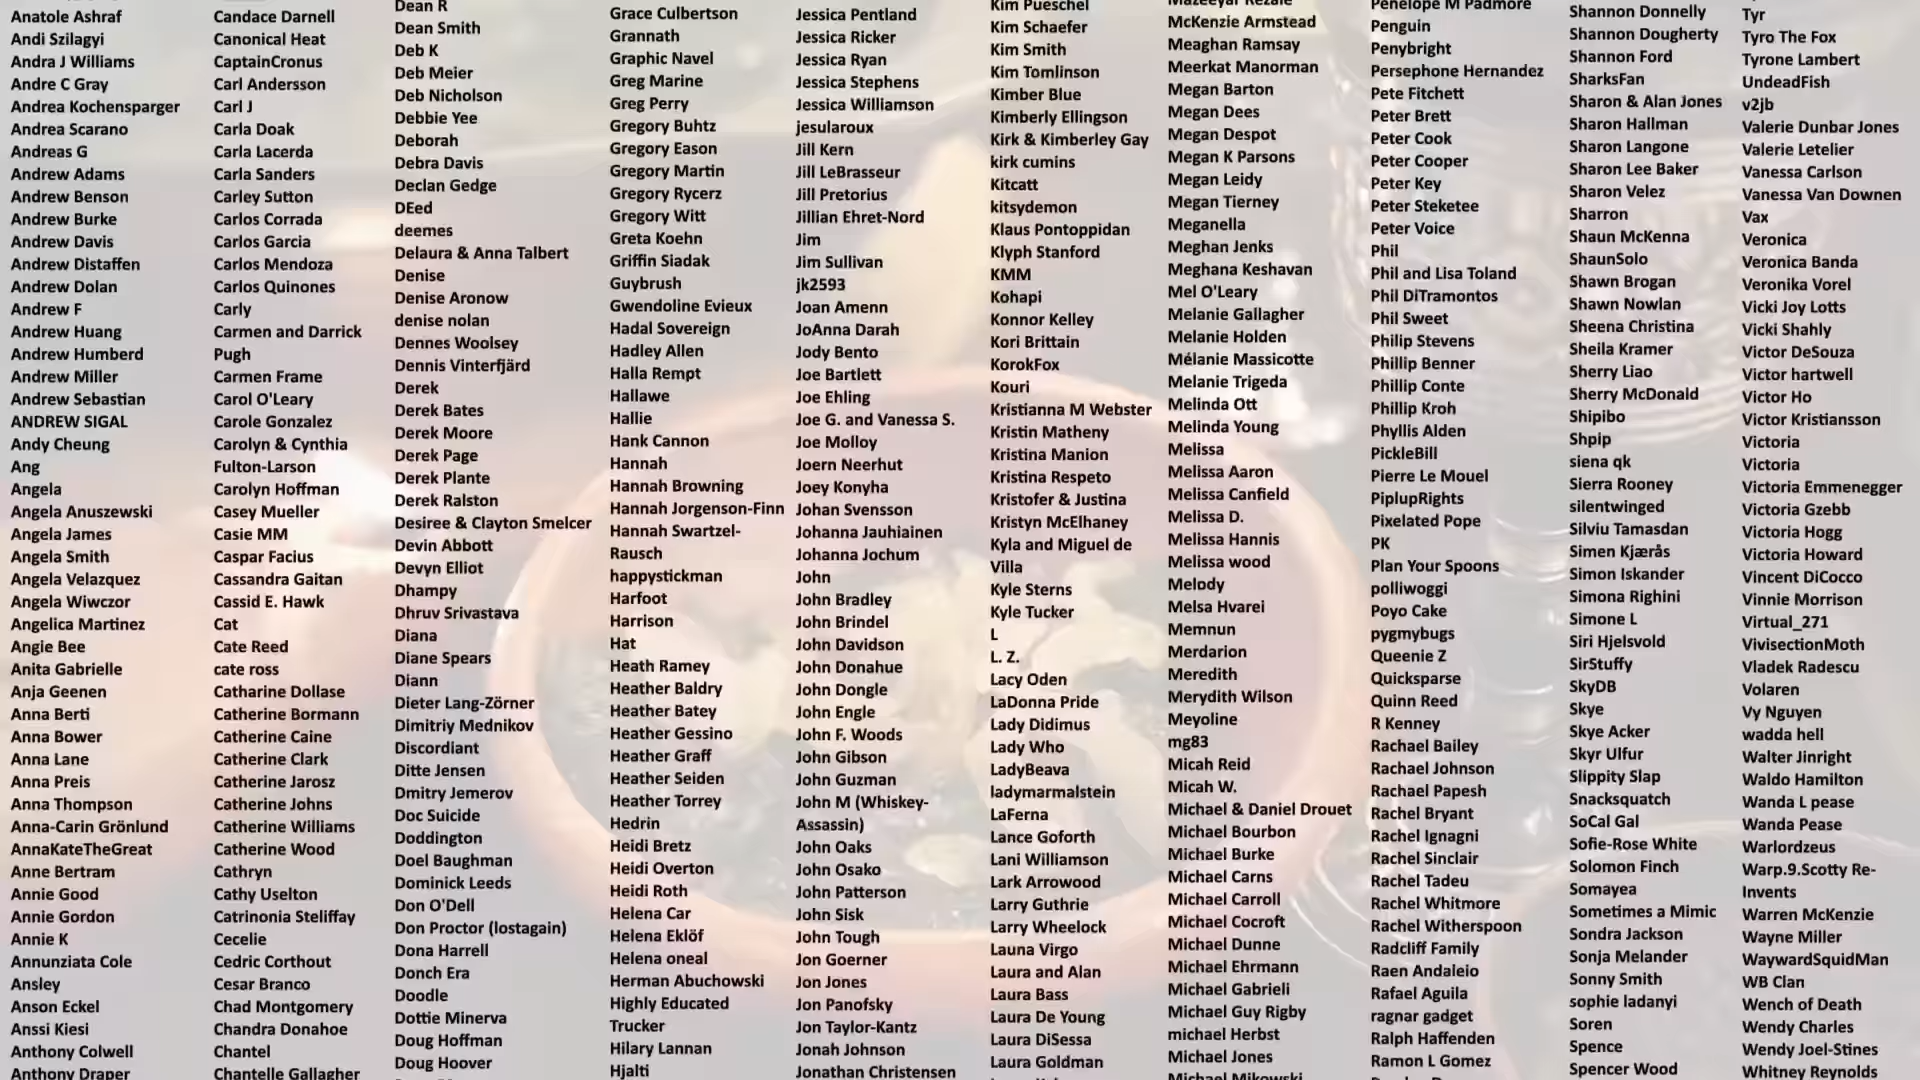 Anatole Ashraf
Andi Szilagyi
Andra J Williams
Andre C Gray
Andrea Kochensparger
Andrea Scarano
Andreas G
Andrew Adams
Andrew Benson
Andrew Burke
Andrew Davis
Andrew Distaffen
Andrew Dolan
Andrew F
Andrew Huang
Andrew Humberd
Andrew Miller
Andrew Sebastian
ANDREW SIGAL
Andy Cheung
Ang
Angela
Angela Anuszewski
Angela James
Angela Smith
Angela Velazquez
Angela Wiwczor
Angelica Martinez
Angie Bee
Anita Gabrielle
Anja Geenen
Anna Berti
Anna Bower
Anna Lane
Anna Preis
Anna Thompson
Anna-Carin Grönlund
AnnaKateTheGreat
Anne Bertram
Annie Good
Annie Gordon
Annie K
Annunziata Cole
Ansley
Anson Eckel
Anssi Kiesi
Anthony Colwell
Anthony Draper
Candace Darnell
Canonical Heat
CaptainCronus
Carl Andersson
Carl J
Carla Doak
Carla Lacerda
Carla Sanders
Carley Sutton
Carlos Corrada
Carlos Garcia
Carlos Mendoza
Carlos Quinones
Carly
Carmen and Darrick
Pugh
Carmen Frame
Carol O'Leary
Carole Gonzalez
Carolyn & Cynthia
Fulton-Larson
Carolyn Hoffman
Casey Mueller
Casie MM
Caspar Facius
Cassandra Gaitan
Cassid E. Hawk
Cat
Cate Reed
cate ross
Catharine Dollase
Catherine Bormann
Catherine Caine
Catherine Clark
Catherine Jarosz
Catherine Johns
Catherine Williams
Catherine Wood
Cathryn
Cathy Uselton
Catrinonia Steliffay
Cecelie
Cedric Corthout
Cesar Branco
Chad Montgomery
Chandra Donahoe
Chantel
Chantelle Gallagher
Dean R
Dean Smith
Deb K
Deb Meier
Deb Nicholson
Debbie Yee
Deborah
Debra Davis
Declan Gedge
DEed
deemes
Delaura & Anna Talbert
Denise
Denise Aronow
denise nolan
Dennes Woolsey
Dennis Vinterfjärd
Derek
Derek Bates
Derek Moore
Derek Page
Derek Plante
Derek Ralston
Desiree & Clayton Smelcer
Devin Abbott
Devyn Elliot
Dhampy
Dhruv Srivastava
Diana
Diane Spears
Diann
Dieter Lang-Zörner
Dimitriy Mednikov
Discordiant
Ditte Jensen
Dmitry Jemerov
Doc Suicide
Doddington
Doel Baughman
Dominick Leeds
Don O'Dell
Don Proctor (lostagain)
Dona Harrell
Donch Era
Doodle
Dottie Minerva
Doug Hoffman
Doug Hoover
Grace Culbertson
Grannath
Graphic Navel
Greg Marine
Greg Perry
Gregory Buhtz
Gregory Eason
Gregory Martin
Gregory Rycerz
Gregory Witt
Greta Koehn
Griffin Siadak
Guybrush
Gwendoline Evieux
Hadal Sovereign
Hadley Allen
Halla Rempt
Hallawe
Hallie
Hank Cannon
Hannah
Hannah Browning
Hannah Jorgenson-Finn
Hannah Swartzel-
Rausch
happystickman
Harfoot
Harrison
Hat
Heath Ramey
Heather Baldry
Heather Batey
Heather Gessino
Heather Graff
Heather Seiden
Heather Torrey
Hedrin
Heidi Bretz
Heidi Overton
Heidi Roth
Helena Car
Helena Eklöf
Helena oneal
Herman Abuchowski
Highly Educated
Trucker
Hilary Lannan
Hjalti
Jessica Pentland
Jessica Ricker
Jessica Ryan
Jessica Stephens
Jessica Williamson
jesularoux
Jill Kern
Jill LeBrasseur
Jill Pretorius
Jillian Ehret-Nord
Jim
Jim Sullivan
jk2593
Joan Amenn
JoAnna Darah
Jody Bento
Joe Bartlett
Joe Ehling
Joe G. and Vanessa S.
Joe Molloy
Joern Neerhut
Joey Konyha
Johan Svensson
Johanna Jauhiainen
Johanna Jochum
John
John Bradley
John Brindel
John Davidson
John Donahue
John Dongle
John Engle
John F. Woods
John Gibson
John Guzman
John M (Whiskey-
Assassin)
John Oaks
John Osako
John Patterson
John Sisk
John Tough
Jon Goerner
Jon Jones
Jon Panofsky
Jon Taylor-Kantz
Jonah Johnson
Jonathan Christensen
Kim Pueschel
Kim Schaefer
Kim Smith
Kim Tomlinson
Kimber Blue
Kimberly Ellingson
Kirk & Kimberley Gay
kirk cumins
Kitcatt
kitsydemon
Klaus Pontoppidan
Klyph Stanford
KMM
Kohapi
Konnor Kelley
Kori Brittain
KorokFox
Kouri
Kristianna M Webster
Kristin Matheny
Kristina Manion
Kristina Respeto
Kristofer & Justina
Kristyn McElhaney
Kyla and Miguel de
Villa
Kyle Sterns
Kyle Tucker
L
L. Z.
Lacy Oden
LaDonna Pride
Lady Didimus
Lady Who
LadyBeava
ladymarmalstein
LaFerna
Lance Goforth
Lani Williamson
Lark Arrowood
Larry Guthrie
Larry Wheelock
Launa Virgo
Laura and Alan
Laura Bass
Laura De Young
Laura DiSessa
Laura Goldman
Mazeeyar Rezaie
McKenzie Armstead
Meaghan Ramsay
Meerkat Manorman
Megan Barton
Megan Dees
Megan Despot
Megan K Parsons
Megan Leidy
Megan Tierney
Meganella
Meghan Jenks
Meghana Keshavan
Mel O'Leary
Melanie Gallagher
Melanie Holden
Mélanie Massicotte
Melanie Trigeda
Melinda Ott
Melinda Young
Melissa
Melissa Aaron
Melissa Canfield
Melissa D.
Melissa Hannis
Melissa wood
Melody
Melsa Hvarei
Memnun
Merdarion
Meredith
Merydith Wilson
Meyoline
mg83
Micah Reid
Micah W.
Michael & Daniel Drouet
Michael Bourbon
Michael Burke
Michael Carns
Michael Carroll
Michael Cocroft
Michael Dunne
Michael Ehrmann
Michael Gabrieli
Michael Guy Rigby
michael Herbst
Michael Jones
Michael Mikowski
Penelope M Padmore
Penguin
Penybright
Persephone Hernandez
Pete Fitchett
Peter Brett
Peter Cook
Peter Cooper
Peter Key
Peter Steketee
Peter Voice
Phil
Phil and Lisa Toland
Phil DiTramontos
Phil Sweet
Philip Stevens
Phillip Benner
Phillip Conte
Phillip Kroh
Phyllis Alden
PickleBill
Pierre Le Mouel
PiplupRights
Pixelated Pope
PK
Plan Your Spoons
polliwoggi
Poyo Cake
pygmybugs
Queenie Z
Quicksparse
Quinn Reed
R Kenney
Rachael Bailey
Rachael Johnson
Rachael Papesh
Rachel Bryant
Rachel Ignagni
Rachel Sinclair
Rachel Tadeu
Rachel Whitmore
Rachel Witherspoon
Radcliff Family
Raen Andaleio
Rafael Aguila
ragnar gadget
Ralph Haffenden
Ramon L Gomez
Shannon Donnelly
Shannon Dougherty
Shannon Ford
SharksFan
Sharon & Alan Jones
Sharon Hallman
Sharon Langone
Sharon Lee Baker
Sharon Velez
Sharron
Shaun McKenna
ShaunSolo
Shawn Brogan
Shawn Nowlan
Sheena Christina
Sheila Kramer
Sherry Liao
Sherry McDonald
Shipibo
Shpip
siena qk
Sierra Rooney
silentwinged
Silviu Tamasdan
Simen Kjærås
Simon Iskander
Simona Righini
Simone L
Siri Hjelsvold
SirStuffy
SkyDB
Skye
Skye Acker
Skyr Ulfur
Slippity Slap
Snacksquatch
SoCal Gal
Sofie-Rose White
Solomon Finch
Somayea
Sometimes a Mimic
Sondra Jackson
Sonja Melander
Sonny Smith
sophie ladanyi
Soren
Spence
Spencer Wood
Tyr
Tyro The Fox
Tyrone Lambert
UndeadFish
v2jb
Valerie Dunbar Jones
Valerie Letelier
Vanessa Carlson
Vanessa Van Downen
Vax
Veronica
Veronica Banda
Veronika Vorel
Vicki Joy Lotts
Vicki Shahly
Victor DeSouza
Victor hartwell
Victor Ho
Victor Kristiansson
Victoria
Victoria
Victoria Emmenegger
Victoria Gzebb
Victoria Hogg
Victoria Howard
Vincent DiCocco
Vinnie Morrison
Virtual_271
VivisectionMoth
Vladek Radescu
Volaren
Vy Nguyen
wadda hell
Walter Jinright
Waldo Hamilton
Wanda L pease
Wanda Pease
Warlordzeus
Warp.9.Scotty Re-
Invents
Warren McKenzie
Wayne Miller
WaywardSquidMan
WB Clan
Wench of Death
Wendy Charles
Wendy Joel-Stines
Whitney Reynolds